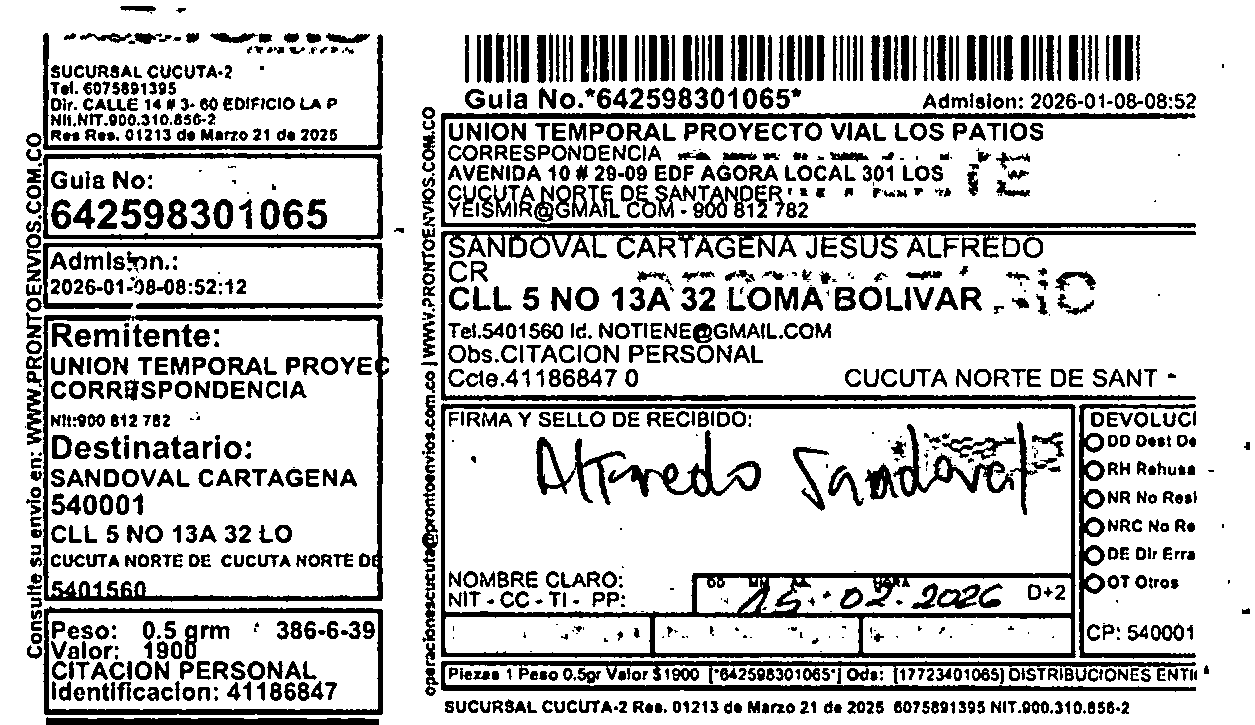 SUCURSAL CUCUTA-2
Tel. 6075891395
Dir. CALLE 14 # 3- 60 EDIFICIO LA P
Nit.NIT.900.310.856-2
Res Res. 01213 de Marzo 21 de 2025
Guia No:
642598301065
Admision.:
2026-01-08-08:52:12
Remitente:
UNION TEMPORAL PROYEC
CORRESPONDENCIA
Nit:900 812 782
Destinatario:
SANDOVAL CARTAGENA
540001
CLL 5 NO 13A 32 LO
CUCUTA NORTE DE CUCUTA NORTE DE
5401560
Peso: 0.5 grm 386-6-39
Valor: 1900
CITACION PERSONAL
Identificacion: 41186847
Consulte su envio en: WWW.PRONTOENVIOS.COM.CO
operacionescucuta@prontoenvios.com.co | WWW.PRONTOENVIOS.COM.CO
Guia No.*642598301065*
Admision: 2026-01-08-08:52
UNION TEMPORAL PROYECTO VIAL LOS PATIOS
CORRESPONDENCIA
AVENIDA 10 # 29-09 EDF AGORA LOCAL 301 LOS
CUCUTA NORTE DE SANTANDER
YEISMIR@GMAIL COM - 900 812 782
SANDOVAL CARTAGENA JESUS ALFREDO
CR
CLL 5 NO 13A 32 LOMA BOLIVAR
Tel.5401560 Id. NOTIENE@GMAIL.COM
Obs.CITACION PERSONAL
Ccte.41186847 0 CUCUTA NORTE DE SANT
FIRMA Y SELLO DE RECIBIDO:
Alfredo Sandoval
NOMBRE CLARO:
NIT - CC - TI - PP:
DD MM AA HORA
15 - 02 - 2026 D+2
DEVOLUCI
DD Dest De
RH Rehusa
NR No Resi
NRC No Re
DE Dir Erra
OT Otros
CP: 540001
Piezas 1 Peso 0.5gr Valor $1900 [*642598301065*] Ods: [17723401065] DISTRIBUCIONES ENTI
SUCURSAL CUCUTA-2 Res. 01213 de Marzo 21 de 2025 6075891395 NIT.900.310.856-2